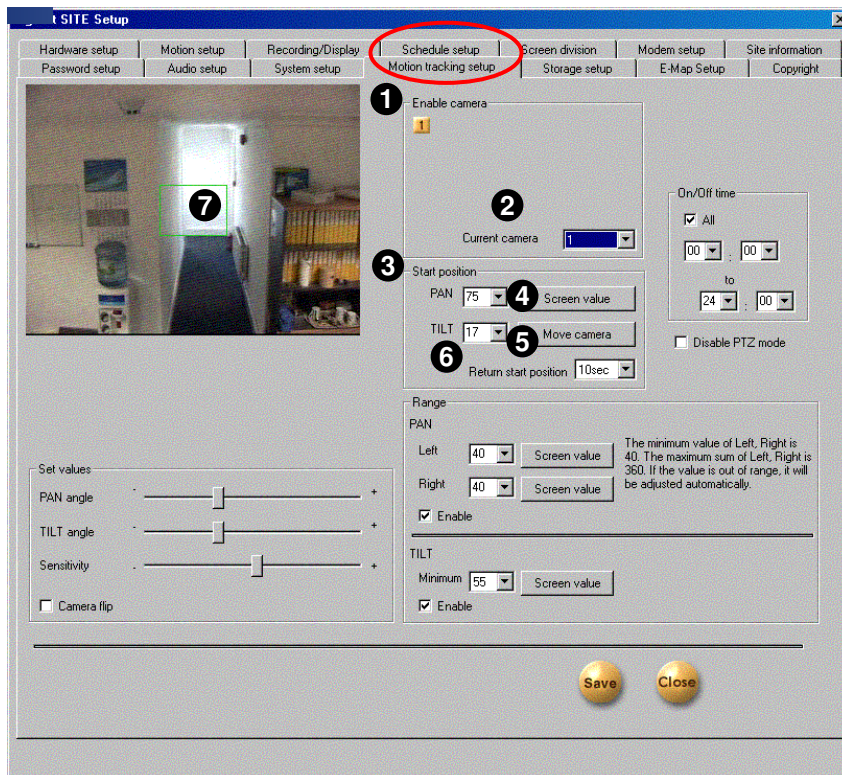 t SITE Setup
Hardware setup Motion setup Recording/Display Schedule setup Screen division Modem setup Site information
Password setup Audio setup System setup Motion tracking setup Storage setup E-Map Setup Copyright
1 Enable camera
1
7
2
Current camera 1
On/Off time
All
00 : 00
to
24 : 00
Disable PTZ mode
3 Start position
PAN 75 4 Screen value
TILT 17 5 Move camera
6 Return start position 10sec
Range
PAN
Left 40 Screen value
Right 40 Screen value
The minimum value of Left, Right is
40. The maximum sum of Left, Right is
360. If the value is out of range, it will
be adjusted automatically.
Enable
TILT
Minimum 55 Screen value
Enable
Set values
PAN angle - +
TILT angle - +
Sensitivity - +
Camera flip
Save Close